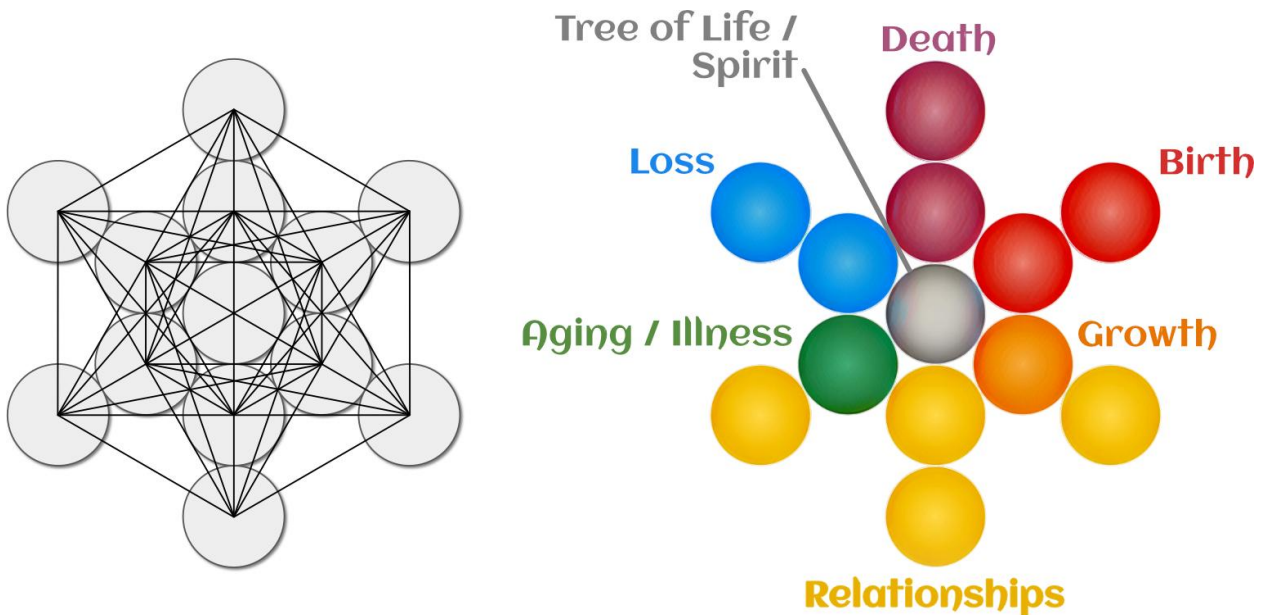 Tree of Life /
Spirit
Death
Loss
Birth
Aging / Illness
Growth
Relationships